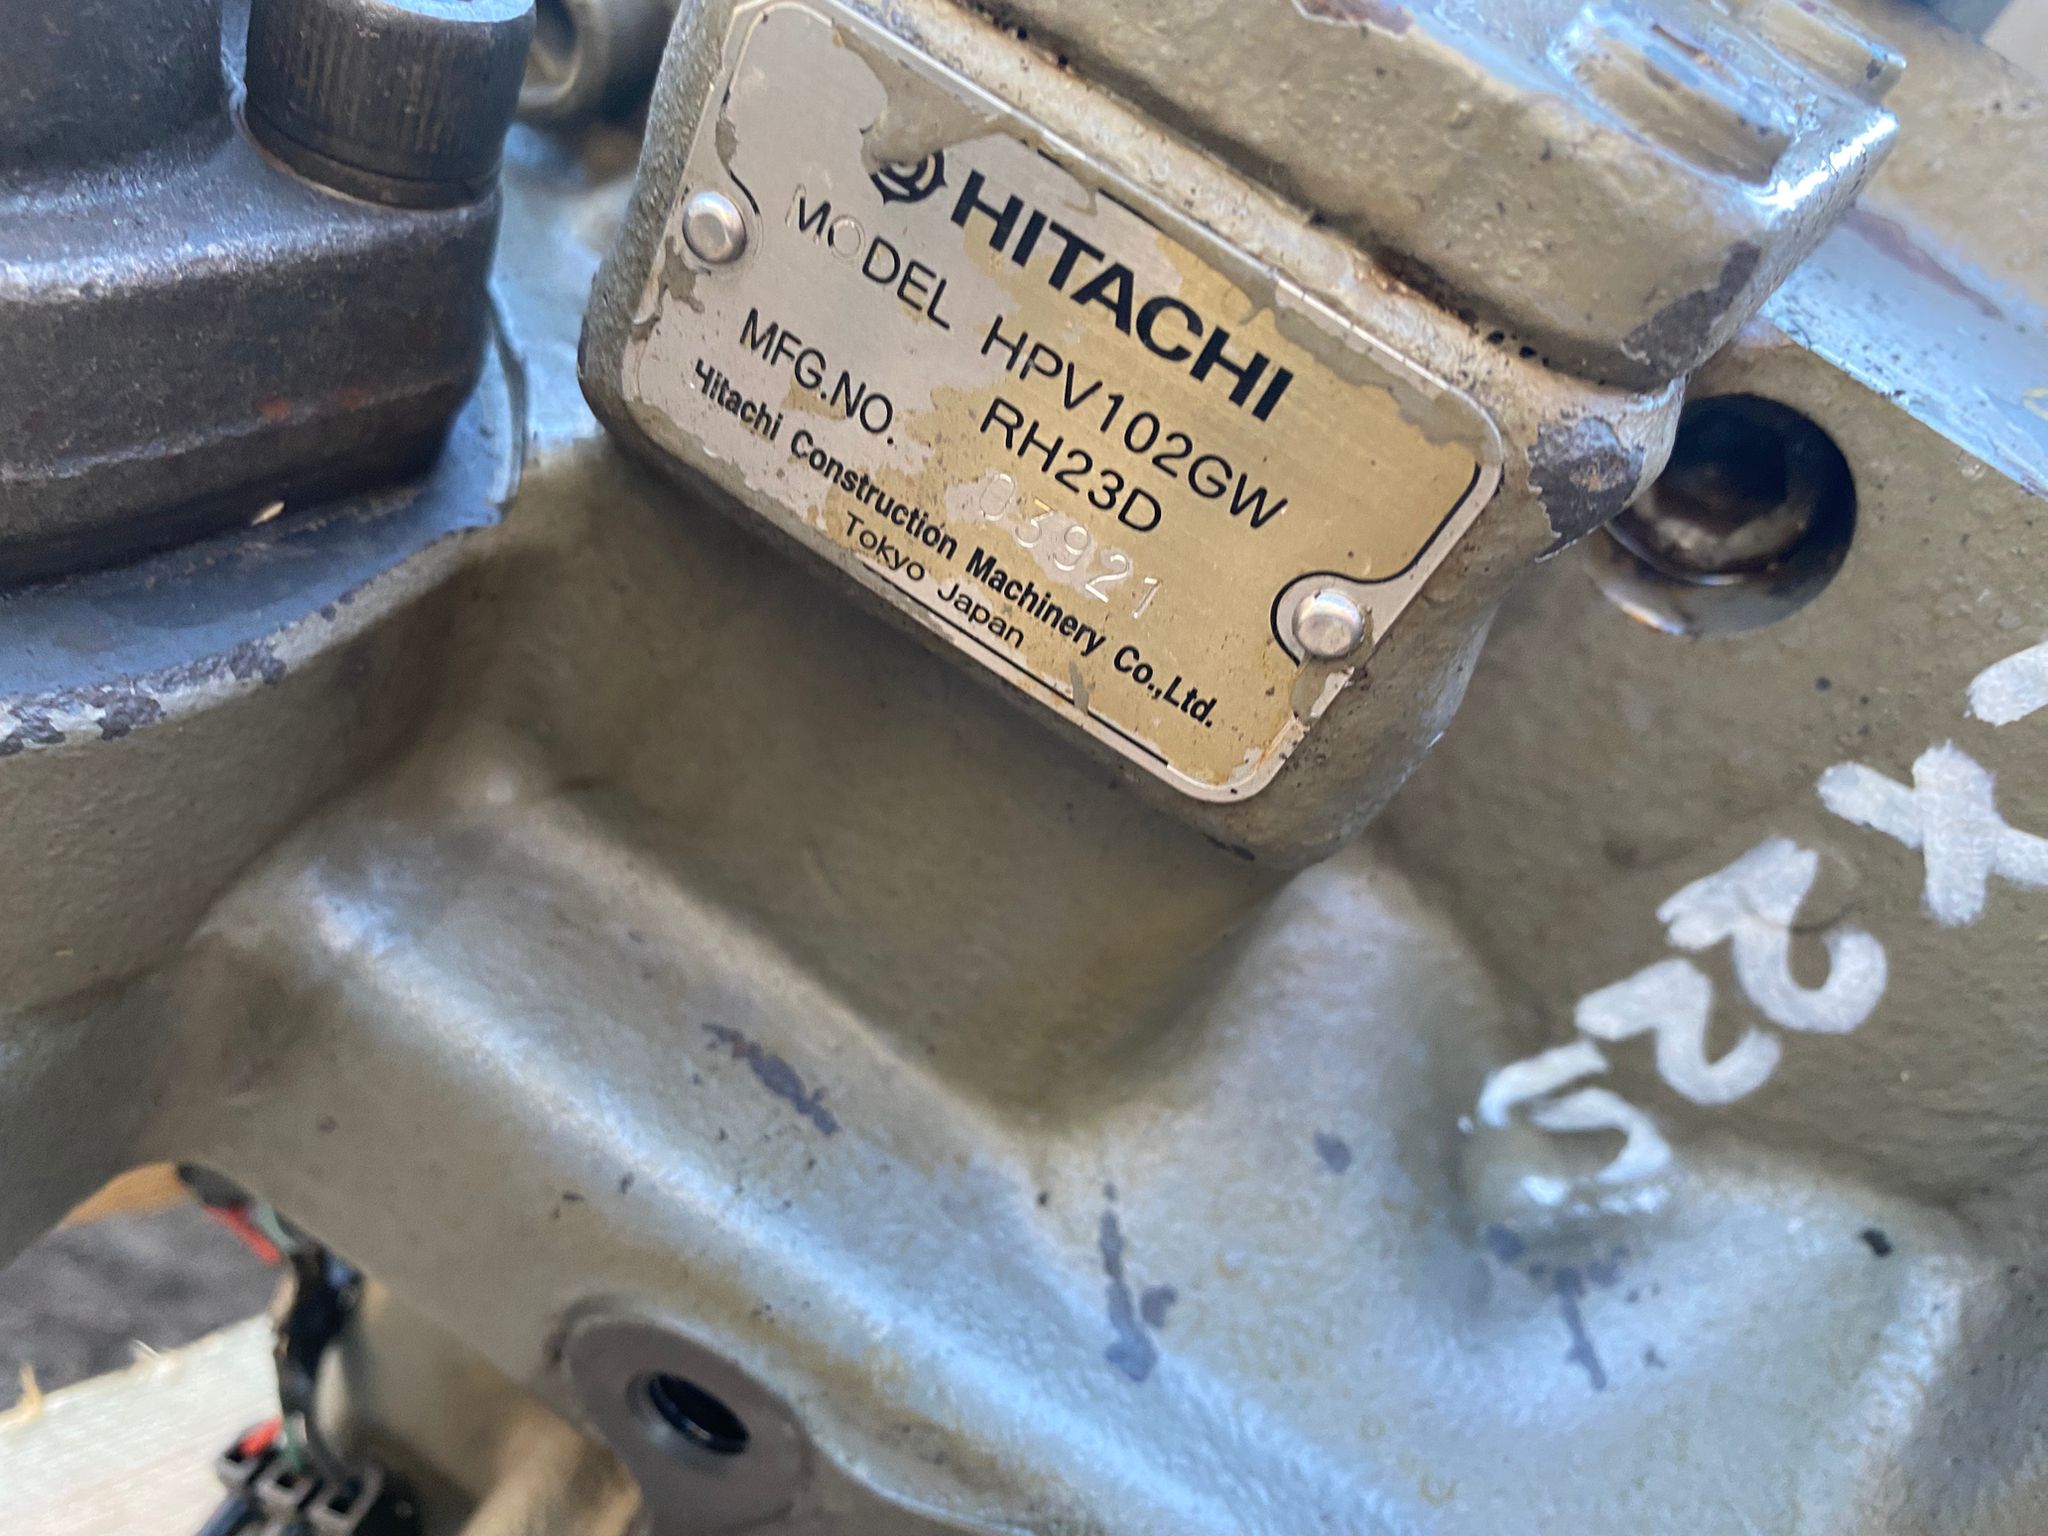 HITACHI
MODEL HPV102GW
RH23D
MFG.NO. 03921
Hitachi Construction Machinery Co.,Ltd.
Tokyo Japan